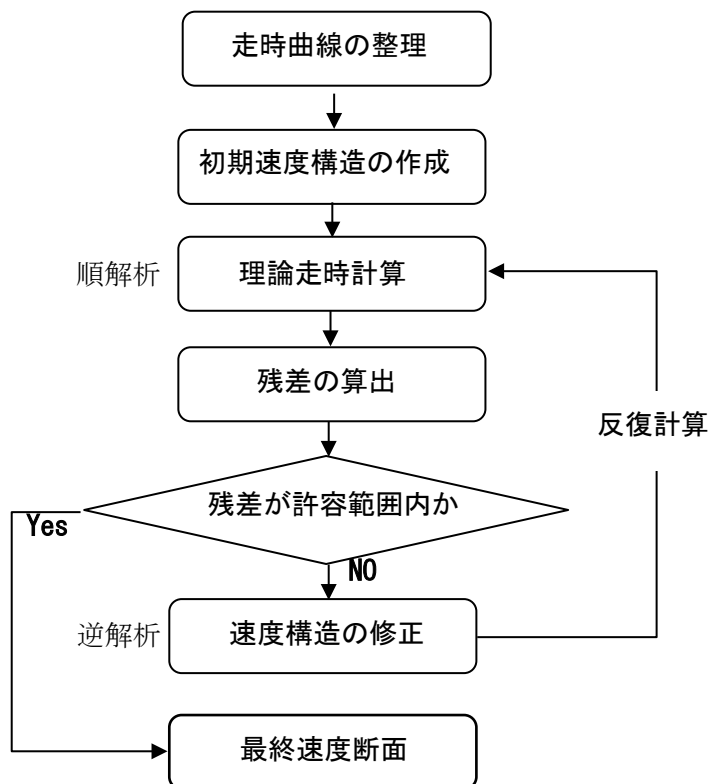 走時曲線の整理
初期速度構造の作成
順解析
理論走時計算
残差の算出
反復計算
残差が許容範囲内か
Yes
NO
逆解析
速度構造の修正
最終速度断面